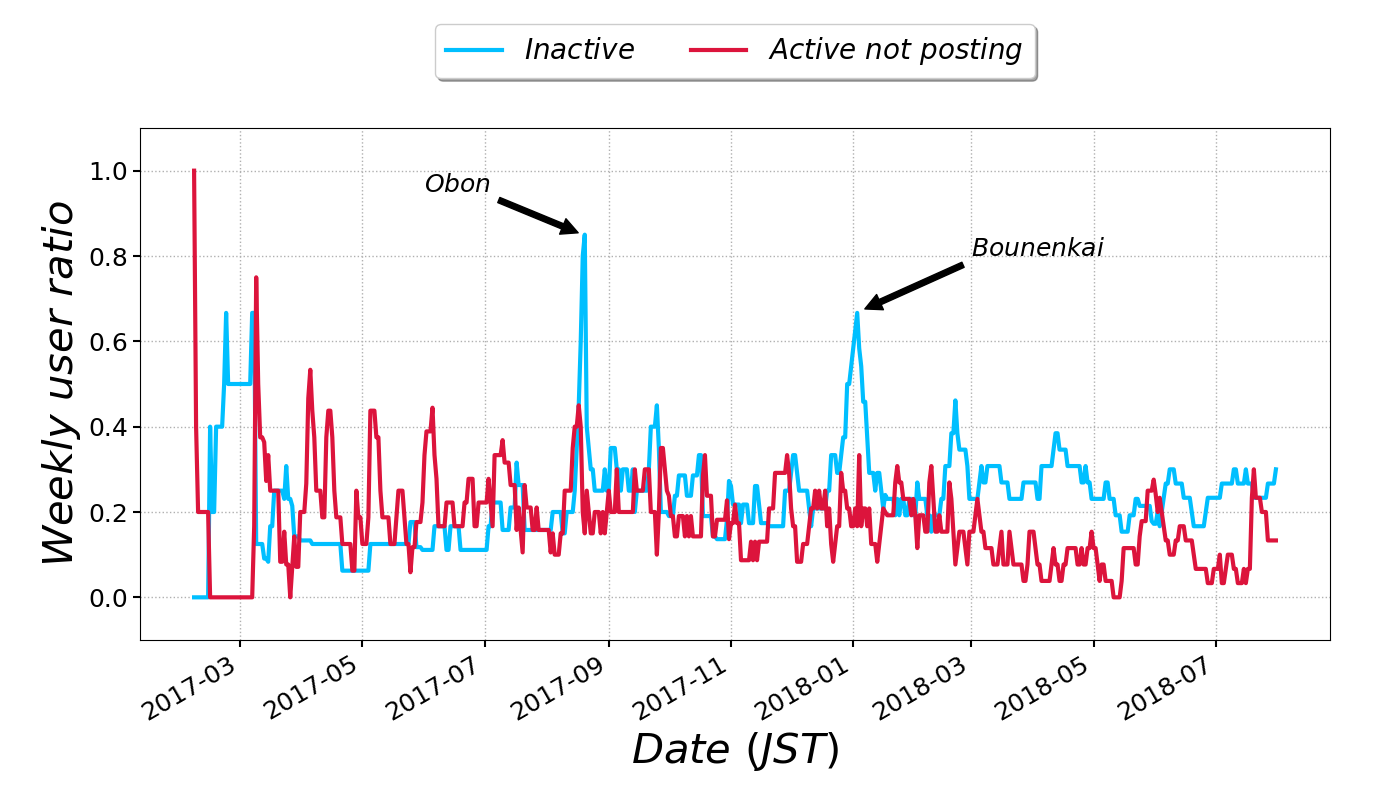 Inactive
Active not posting
Weekly user ratio
1.0
0.8
0.6
0.4
0.2
0.0
Obon
Bounenkai
2017-03
2017-05
2017-07
2017-09
2017-11
2018-01
2018-03
2018-05
2018-07
Date (JST)